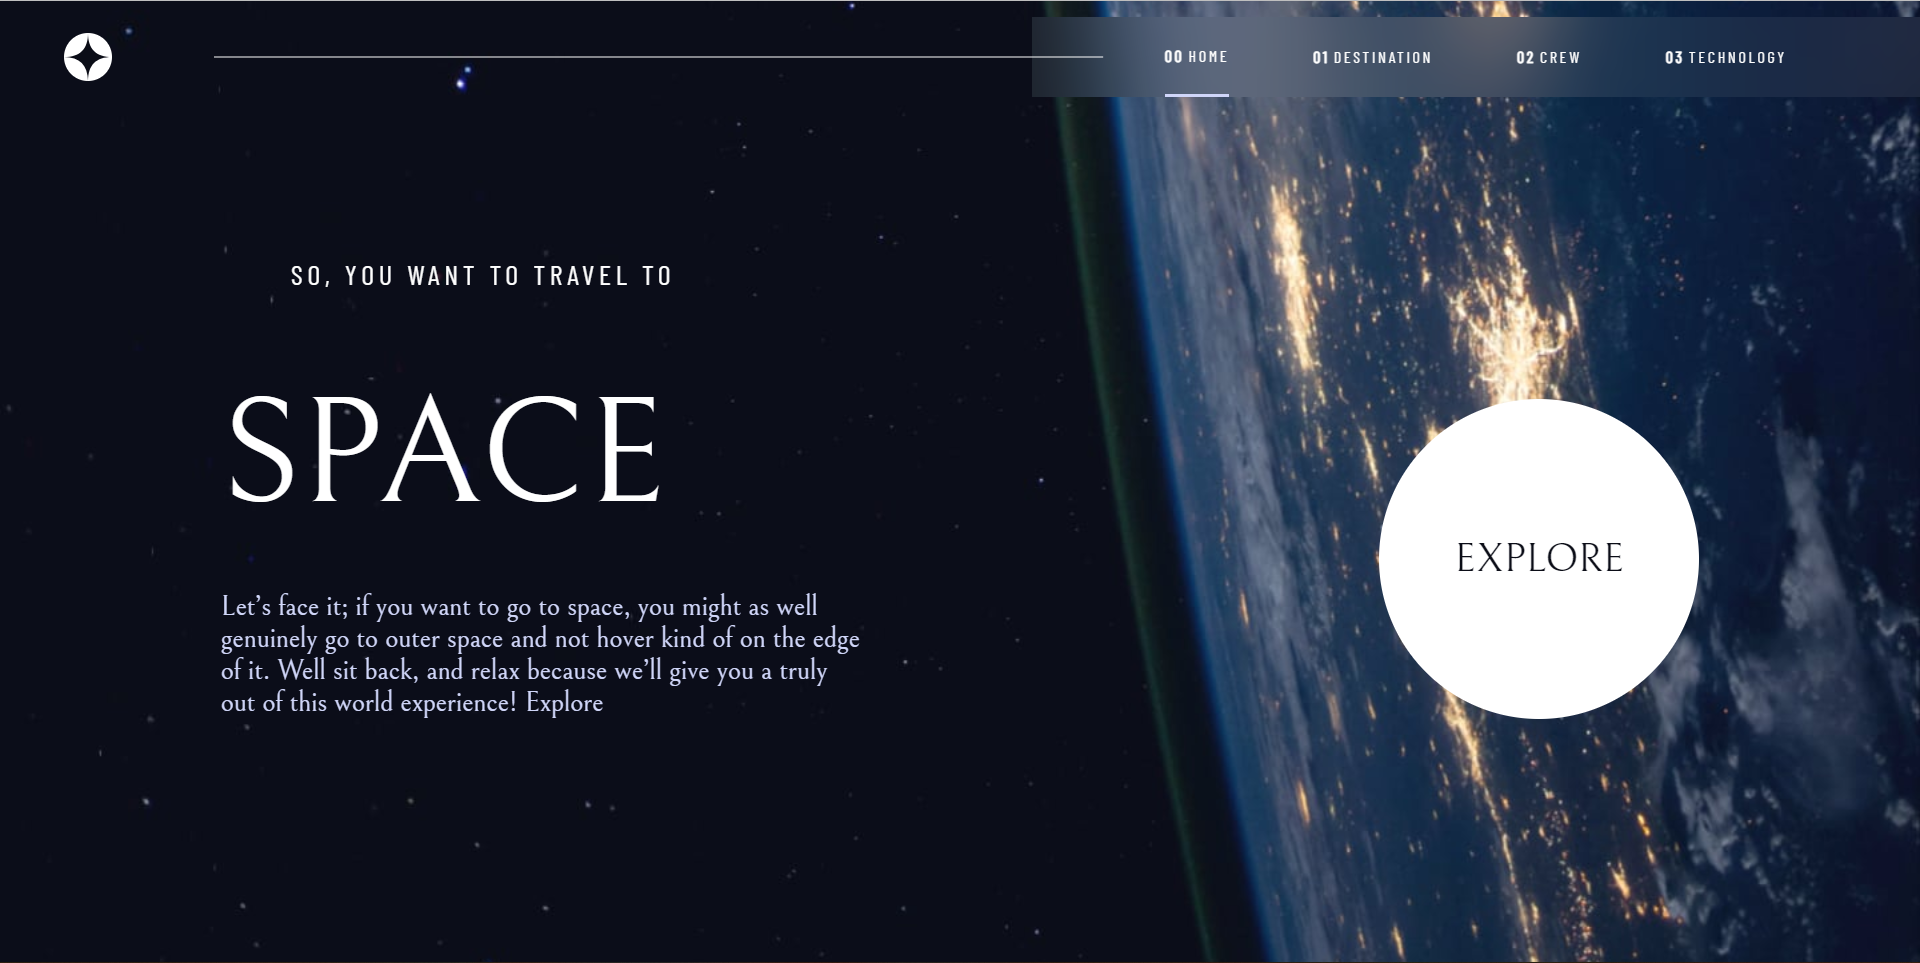 00 HOME
01 DESTINATION
02 CREW
03 TECHNOLOGY
SO, YOU WANT TO TRAVEL TO
SPACE
Let’s face it; if you want to go to space, you might as well
genuinely go to outer space and not hover kind of on the edge
of it. Well sit back, and relax because we’ll give you a truly
out of this world experience! Explore
EXPLORE